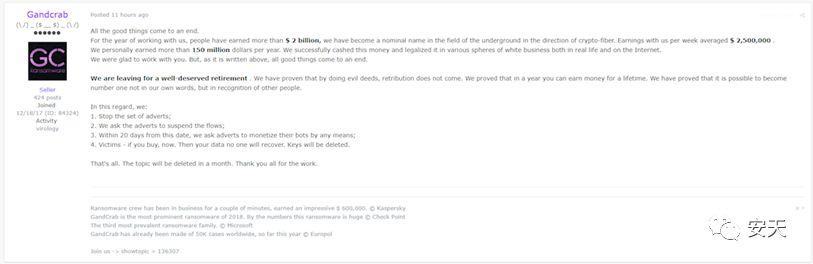 Gandcrab
(\ /) _ ($ __ $) _ (\ /)
GC
Ransomware
Seller
424 posts
Joined
12/18/17 (ID: 84324)
Activity
virology
Posted 11 hours ago
All the good things come to an end.
For the year of working with us, people have earned more than $ 2 billion, we have become a nominal name in the field of the underground in the direction of crypto-fiber. Earnings with us per week averaged $ 2,500,000 .
We personally earned more than 150 million dollars per year. We successfully cashed this money and legalized it in various spheres of white business both in real life and on the Internet.
We were glad to work with you. But, as it is written above, all good things come to an end.
We are leaving for a well-deserved retirement . We have proven that by doing evil deeds, retribution does not come. We proved that in a year you can earn money for a lifetime. We have proved that it is possible to become
number one not in our own words, but in recognition of other people.
In this regard, we:
1. Stop the set of adverts;
2. We ask the adverts to suspend the flows;
3. Within 20 days from this date, we ask adverts to monetize their bots by any means;
4. Victims - if you buy, now. Then your data no one will recover. Keys will be deleted.
That's all. The topic will be deleted in a month. Thank you all for the work.
Ransomware crew has been in business for a couple of minutes, earned an impressive $ 600,000. © Kaspersky
GandCrab is the most prominent ransomware of 2018. By the numbers this ransomware is huge © Check Point
The third most prevalent ransomware family. © Microsoft
GandCrab has already been made of 50K cases worldwide, so far this year © Europol
Join us -> showtopic > 136307
安天